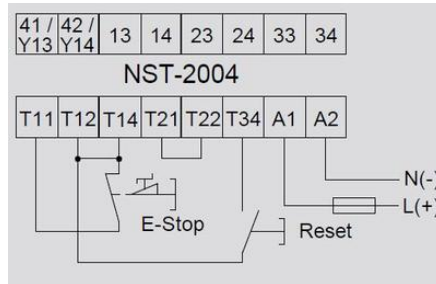 41 / 42 / 13 14 23 24 33 34
Y13 Y14
NST-2004
T11 T12 T14 T21 T22 T34 A1 A2
N(-)
L(+)
E-Stop Reset